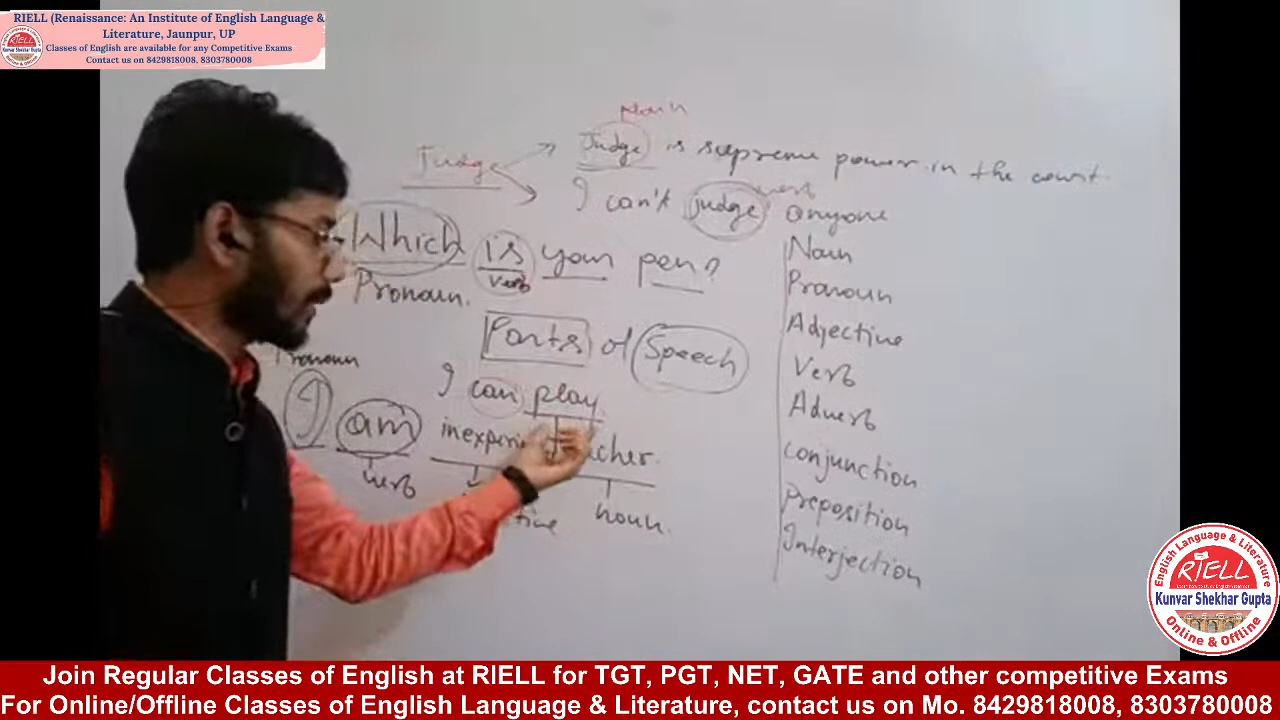 RIELL (Renaissance: An Institute of English Language &
Literature, Jaunpur, UP
Classes of English are available for any Competitive Exams
Contact us on 8429818008, 8303780008
Noun
Judge
Judge is supreme power in the court.
verb
I can't judge anyone
Which is your pen?
verb
Pronoun.
Parts of Speech
Pronoun
I can play
I am
teacher.
verb
noun.
Noun
Pronoun
Adjective
Verb
Adverb
conjunction
Preposition
Interjection
English Language & Literature
RIELL
Kunvar Shekhar Gupta
Online & Offline
Join Regular Classes of English at RIELL for TGT, PGT, NET, GATE and other competitive Exams
For Online/Offline Classes of English Language & Literature, contact us on Mo. 8429818008, 8303780008